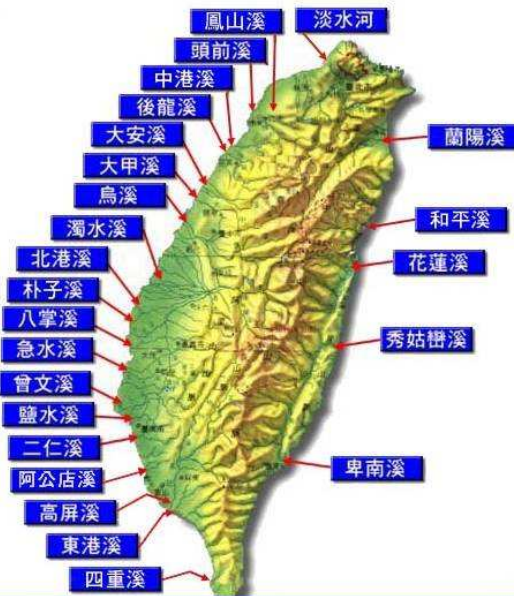 鳳山溪
淡水河
頭前溪
中港溪
後龍溪
大安溪
大甲溪
烏溪
濁水溪
北港溪
朴子溪
八掌溪
急水溪
曾文溪
鹽水溪
二仁溪
阿公店溪
高屏溪
東港溪
四重溪
蘭陽溪
和平溪
花蓮溪
秀姑巒溪
卑南溪